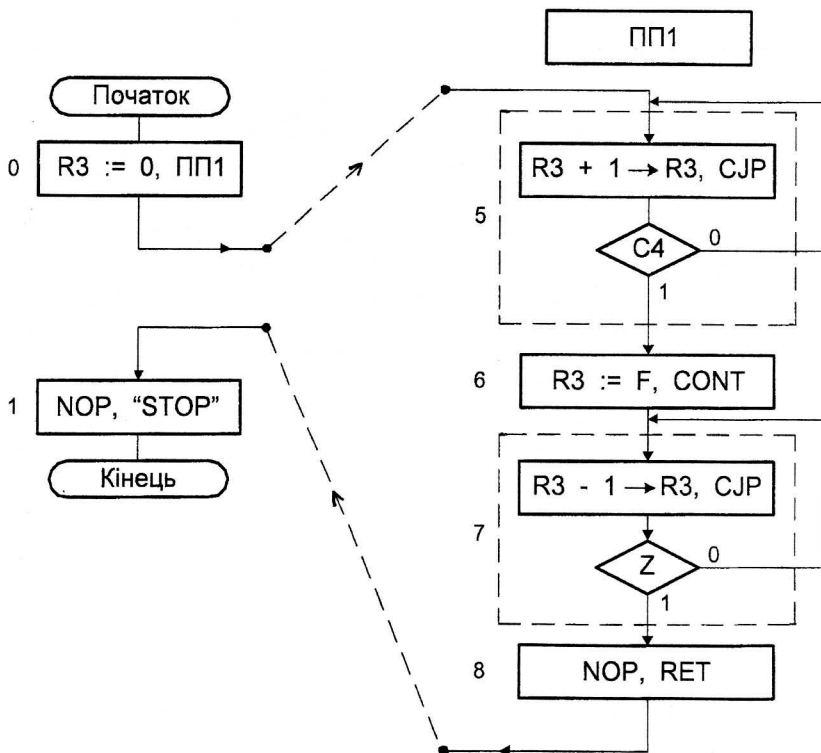 Початок
0
R3 := 0, ПП1
1
NOP, “STOP”
Кінець
ПП1
5
R3 + 1 → R3, CJP
C4
0
1
6
R3 := F, CONT
7
R3 - 1 → R3, CJP
Z
0
1
8
NOP, RET